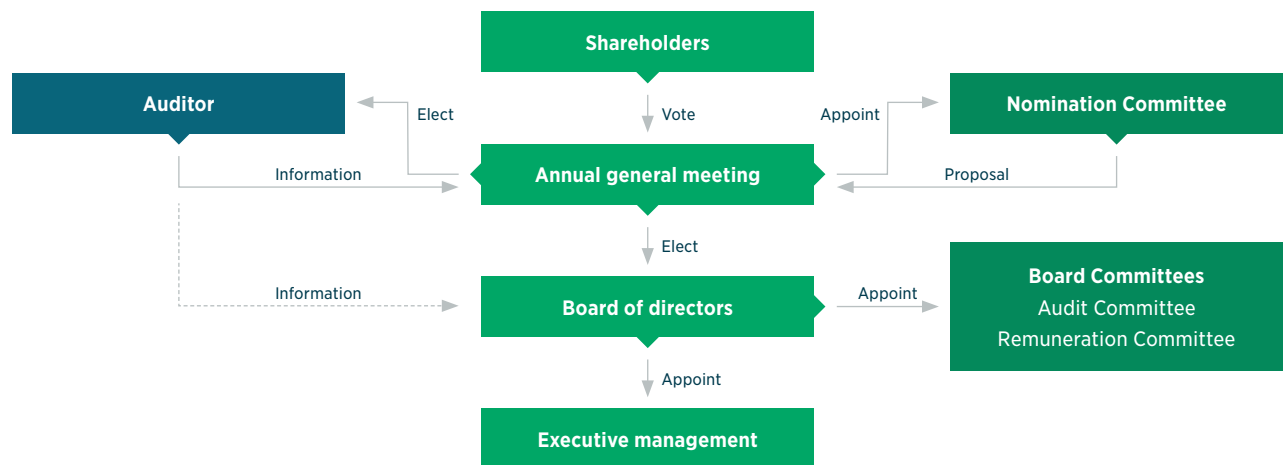 Shareholders
Auditor
Nomination Committee
Elect
Vote
Appoint
Information
Annual general meeting
Proposal
Elect
Board Committees
Audit Committee
Remuneration Committee
Information
Board of directors
Appoint
Appoint
Executive management